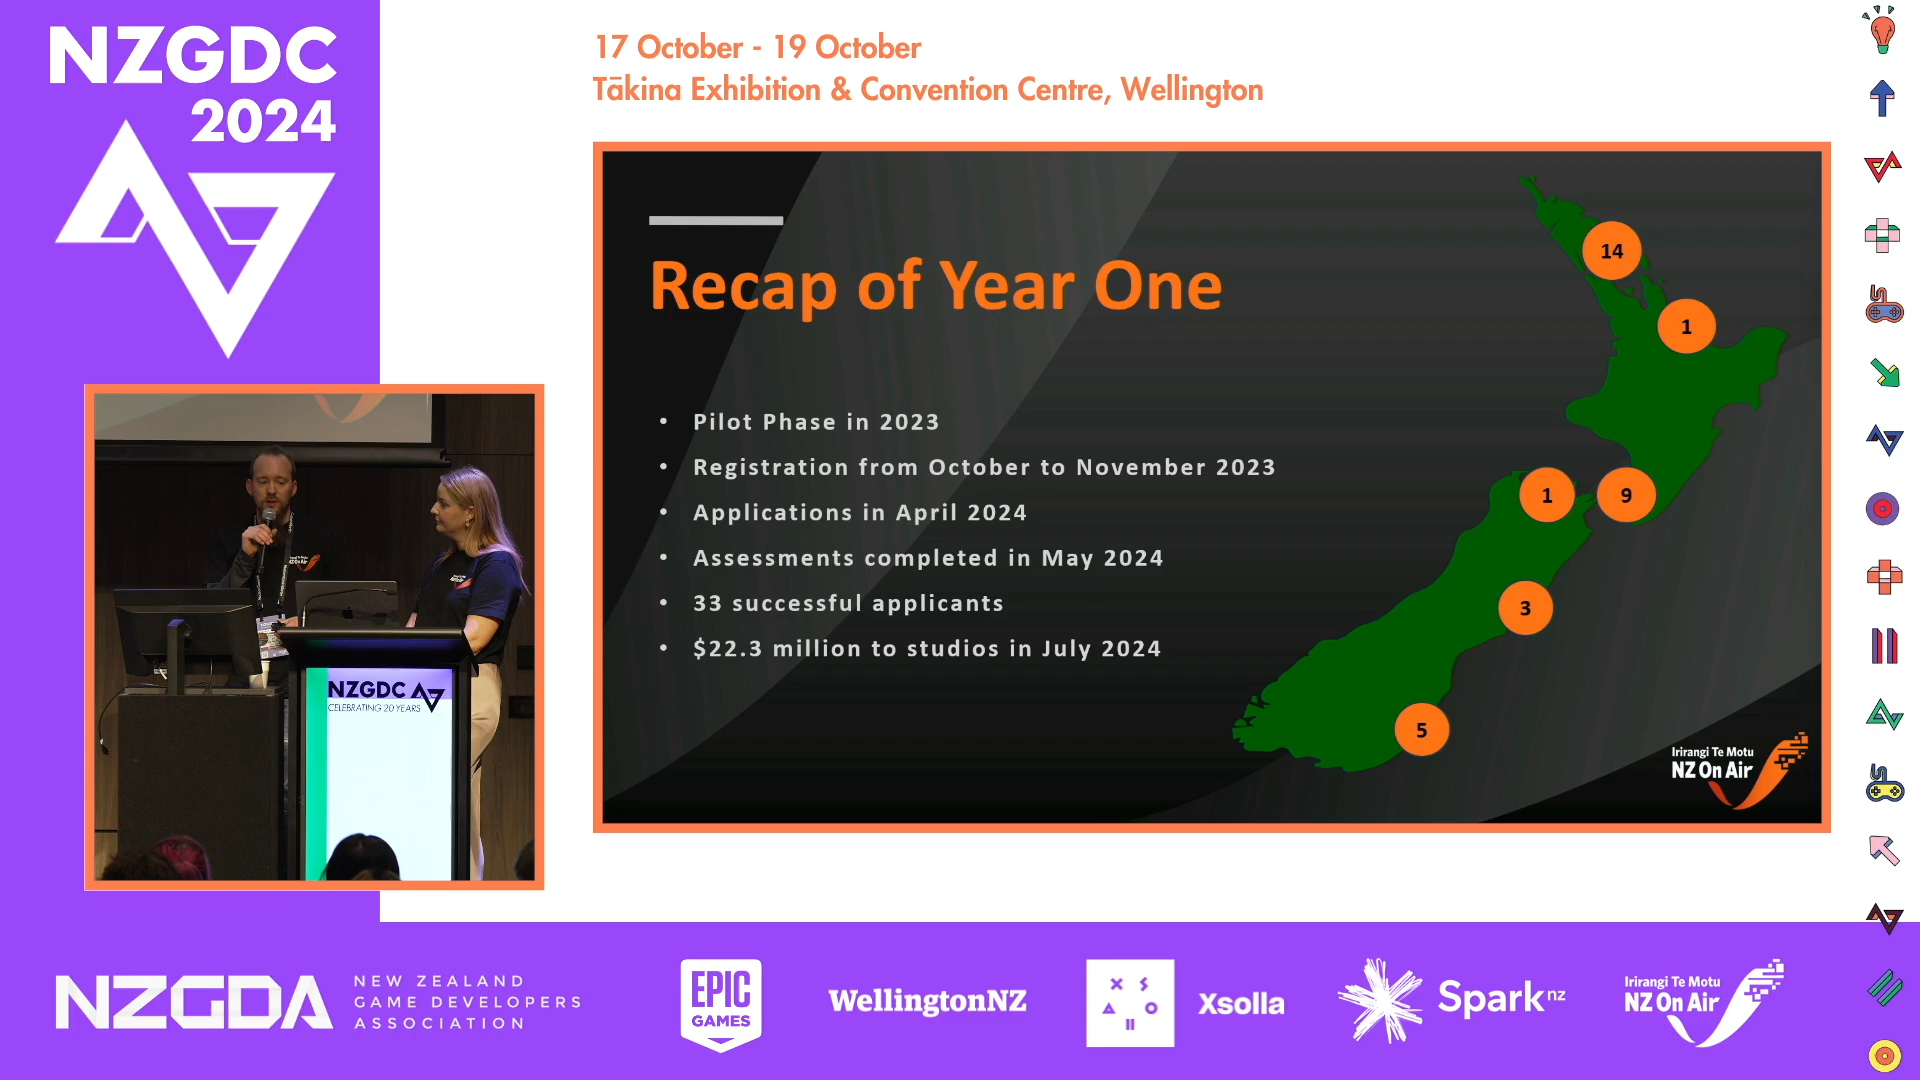 NZGDC
2024
17 October - 19 October
Tākina Exhibition & Convention Centre, Wellington
Recap of Year One
• Pilot Phase in 2023
• Registration from October to November 2023
• Applications in April 2024
• Assessments completed in May 2024
• 33 successful applicants
• $22.3 million to studios in July 2024
14
1
1
9
3
5
Irirangi Te Motu
NZ On Air
NZ On Air
NZGDC
CELEBRATING 20 YEARS
NZGDA
NEW ZEALAND
GAME DEVELOPERS
ASSOCIATION
EPIC
GAMES
WellingtonNZ
Xsolla
Spark nz
Irirangi Te Motu
NZ On Air